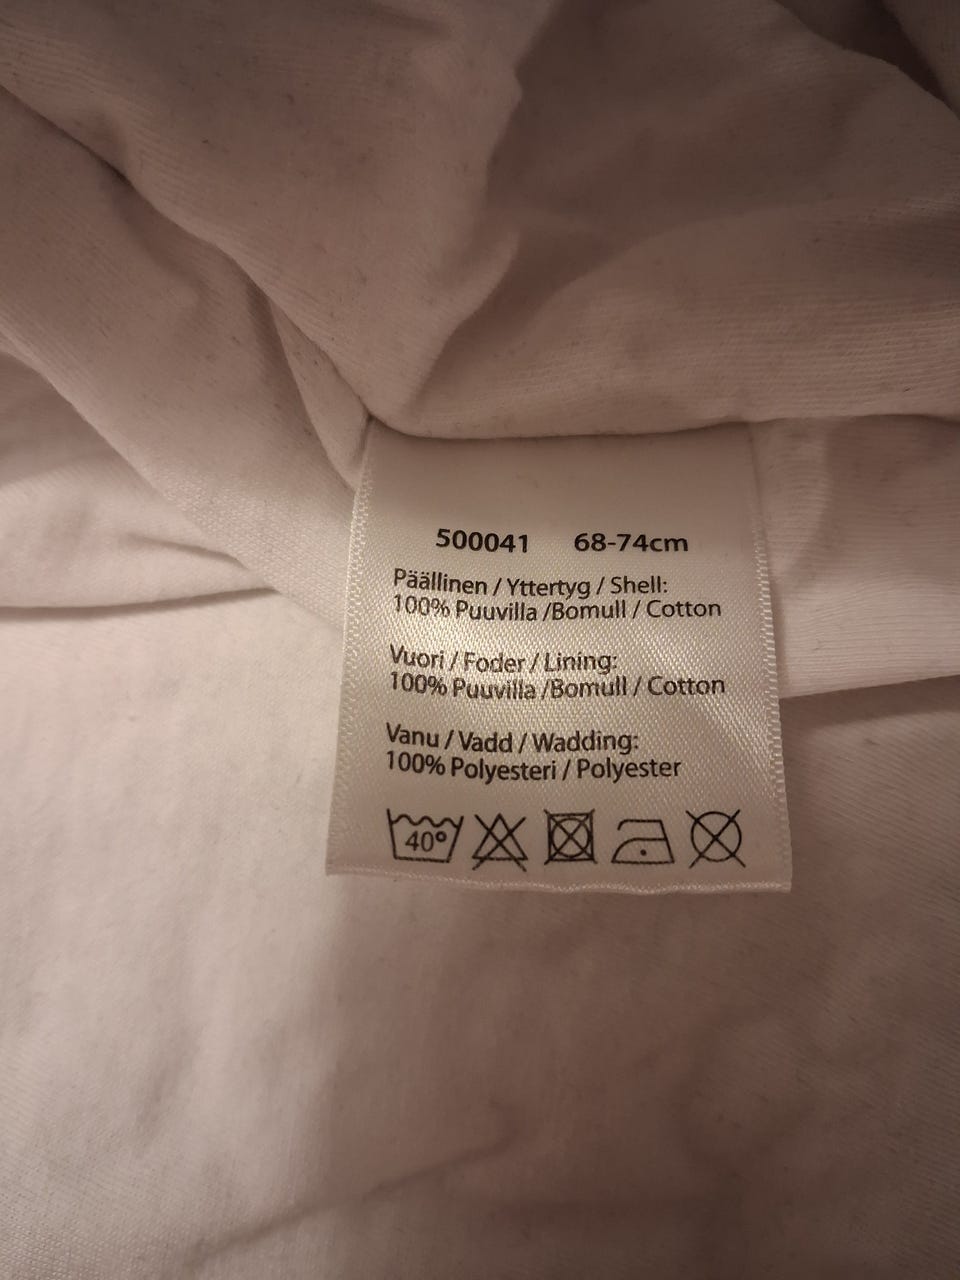 500041 68-74cm
Päällinen / Yttertyg / Shell:
100% Puuvilla /Bomull / Cotton
Vuori / Foder / Lining:
100% Puuvilla /Bomull / Cotton
Vanu / Vadd / Wadding:
100% Polyesteri / Polyester
40°